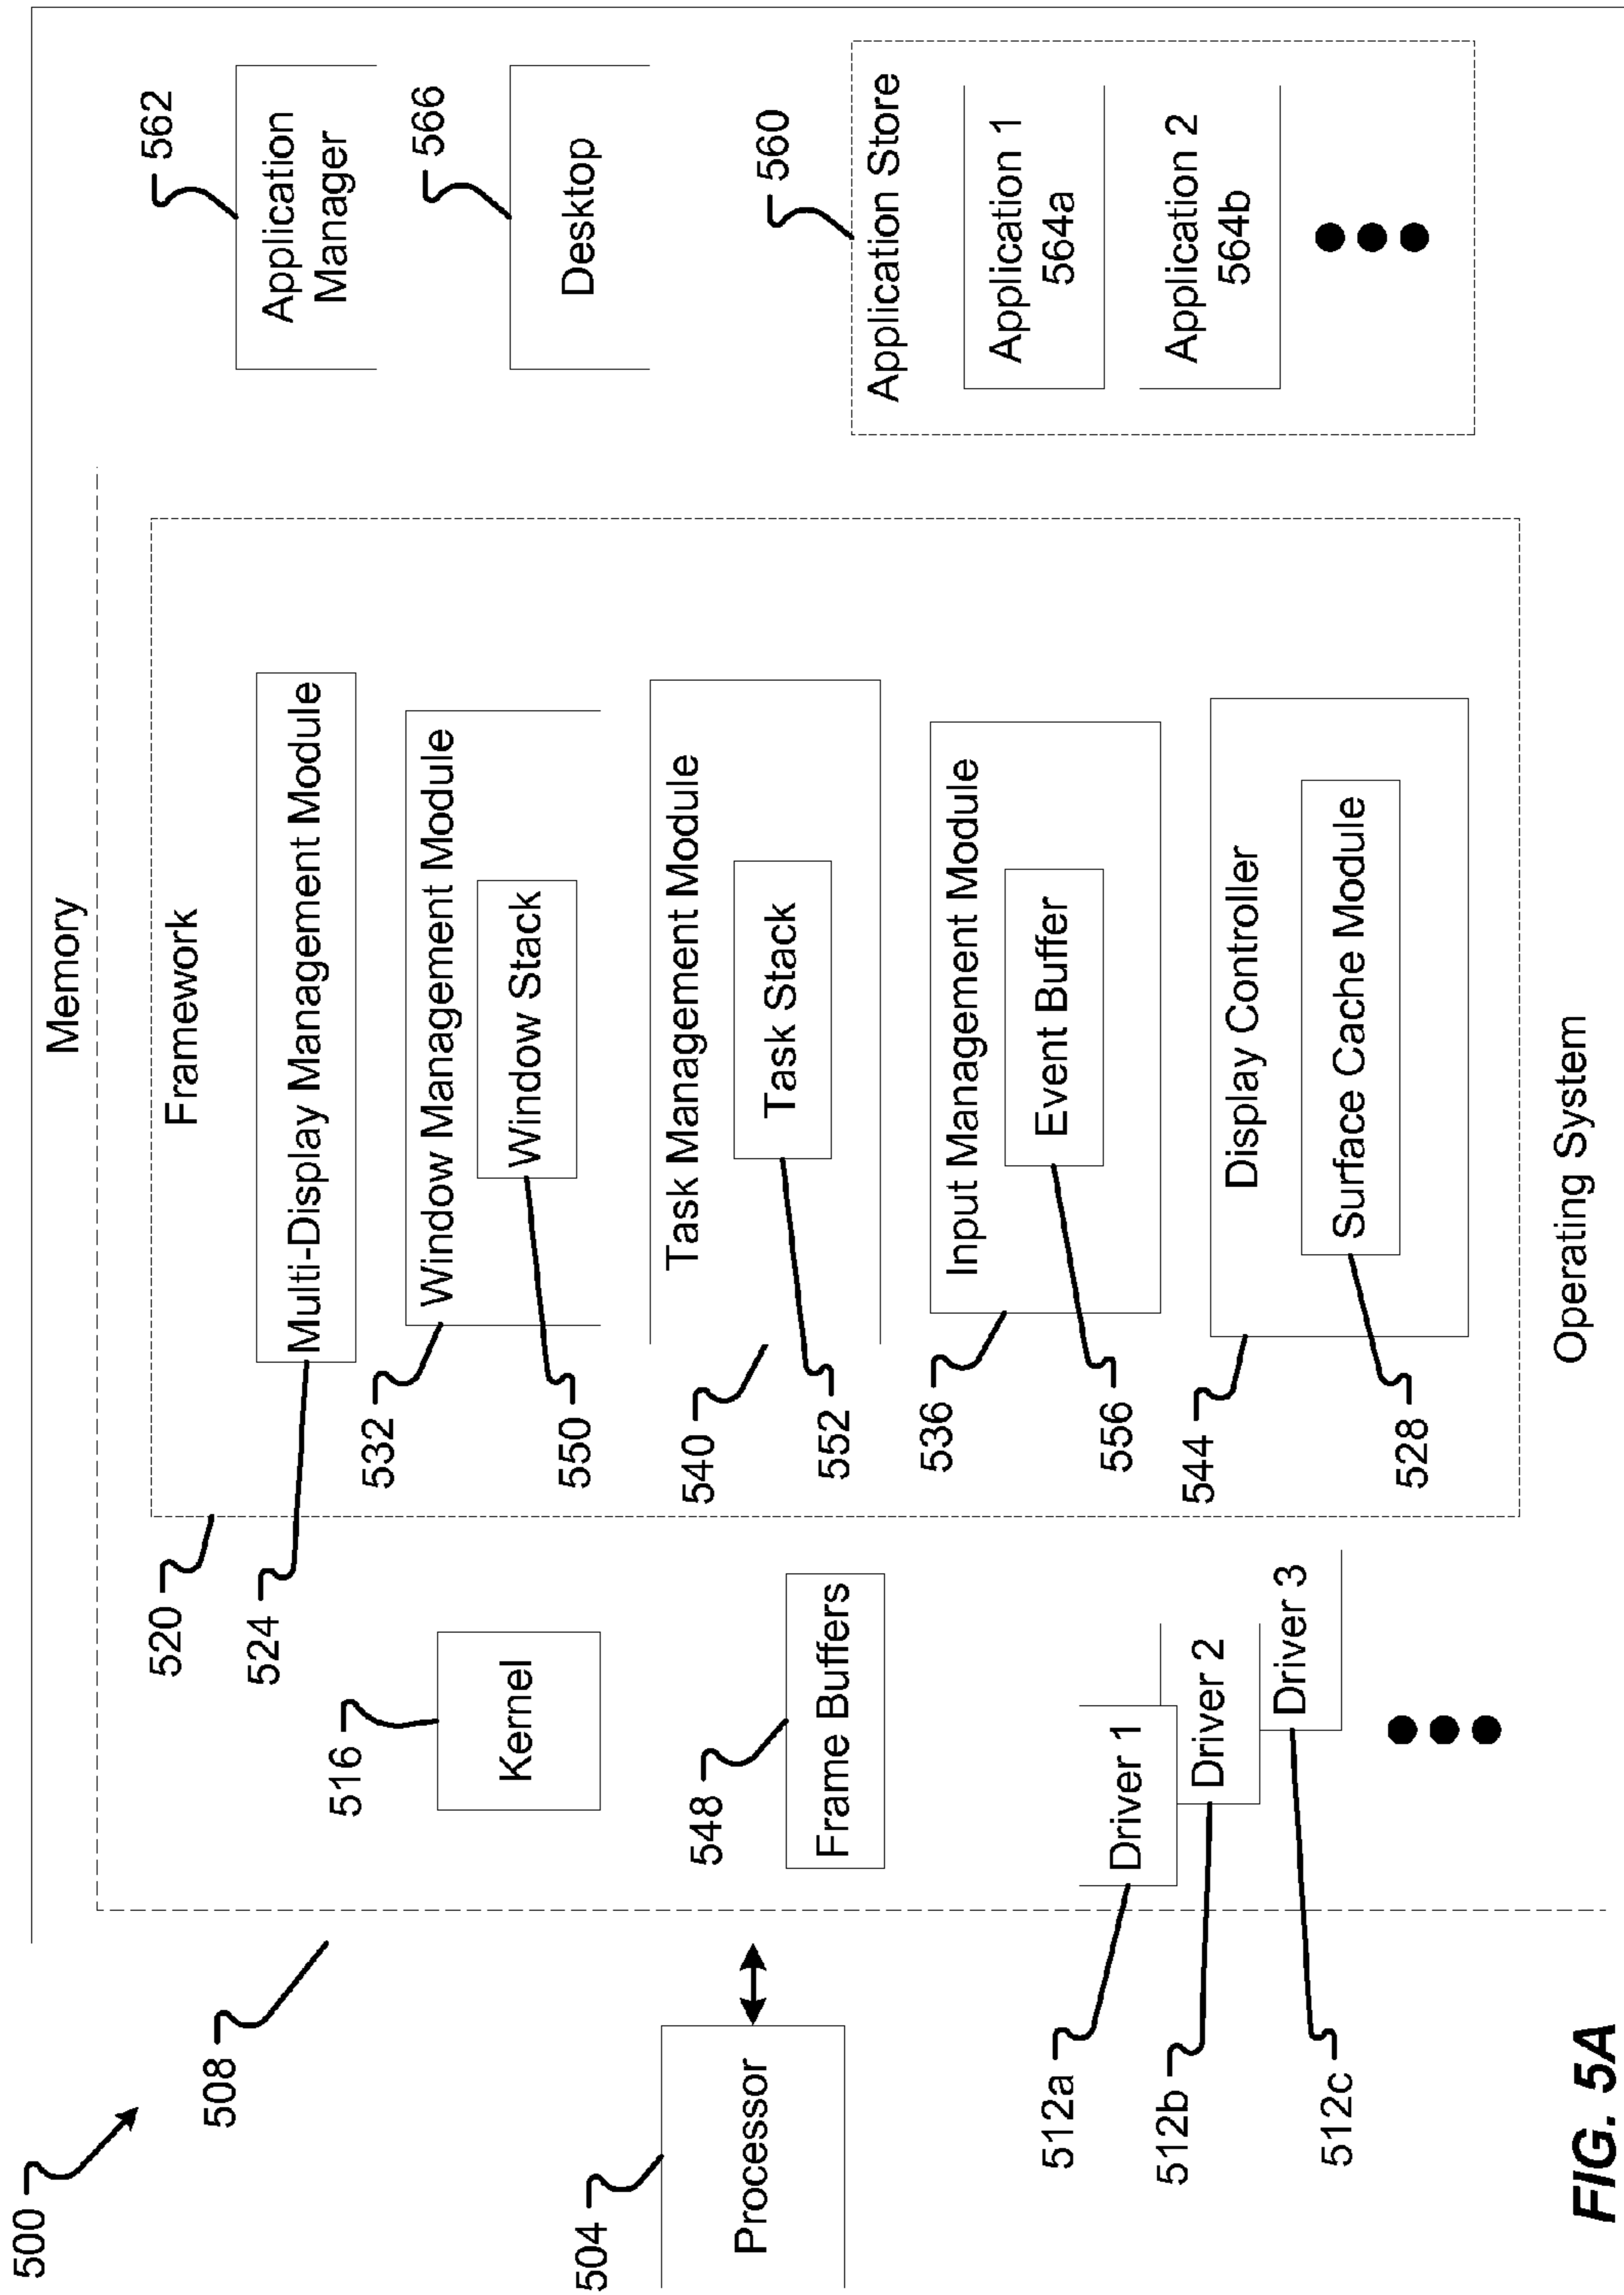 500
508
504
Processor
Memory
516
Kernel
548
Frame Buffers
512a
Driver 1
512b
Driver 2
512c
Driver 3
520
Framework
524
Multi-Display Management Module
532
Window Management Module
550
Window Stack
540
Task Management Module
552
Task Stack
536
Input Management Module
556
Event Buffer
544
Display Controller
528
Surface Cache Module
Operating System
562
Application
Manager
566
Desktop
560
Application Store
Application 1
564a
Application 2
564b
FIG. 5A